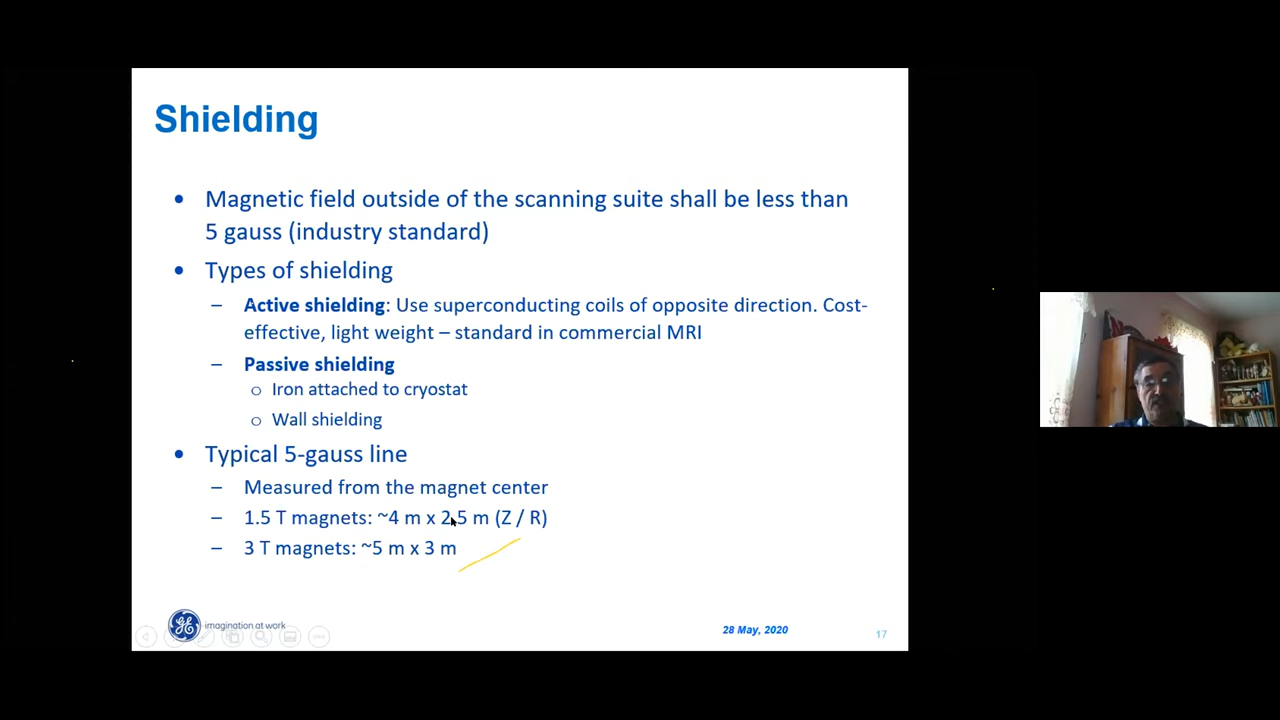 Shielding
• Magnetic field outside of the scanning suite shall be less than
5 gauss (industry standard)
• Types of shielding
– Active shielding: Use superconducting coils of opposite direction. Cost-
effective, light weight – standard in commercial MRI
– Passive shielding
o Iron attached to cryostat
o Wall shielding
• Typical 5-gauss line
– Measured from the magnet center
– 1.5 T magnets: ~4 m x 2.5 m (Z / R)
– 3 T magnets: ~5 m x 3 m
imagination at work
28 May, 2020
17